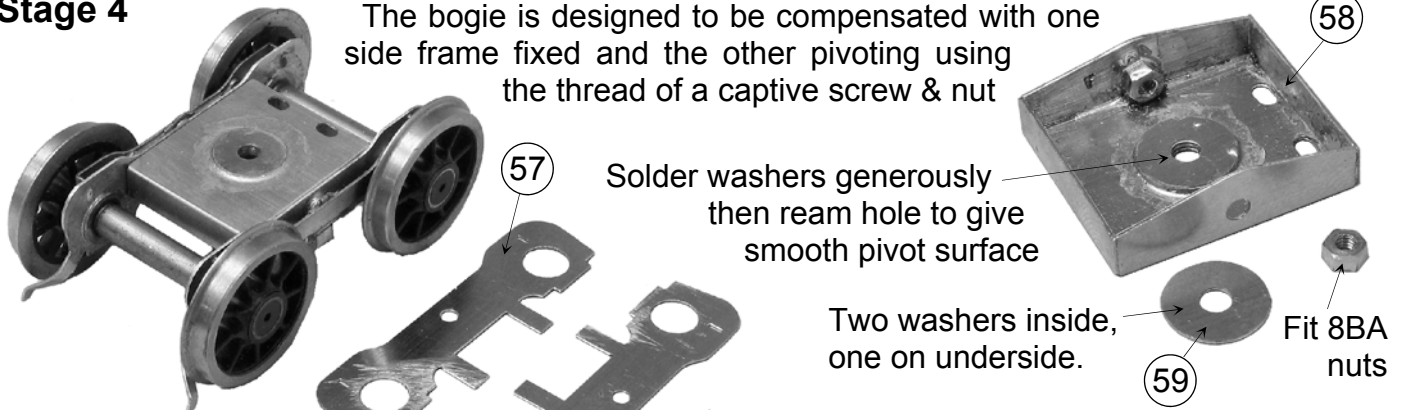 Stage 4
The bogie is designed to be compensated with one
side frame fixed and the other pivoting using
the thread of a captive screw & nut
58
57
Solder washers generously
then ream hole to give
smooth pivot surface
Two washers inside,
one on underside.
59
Fit 8BA
nuts